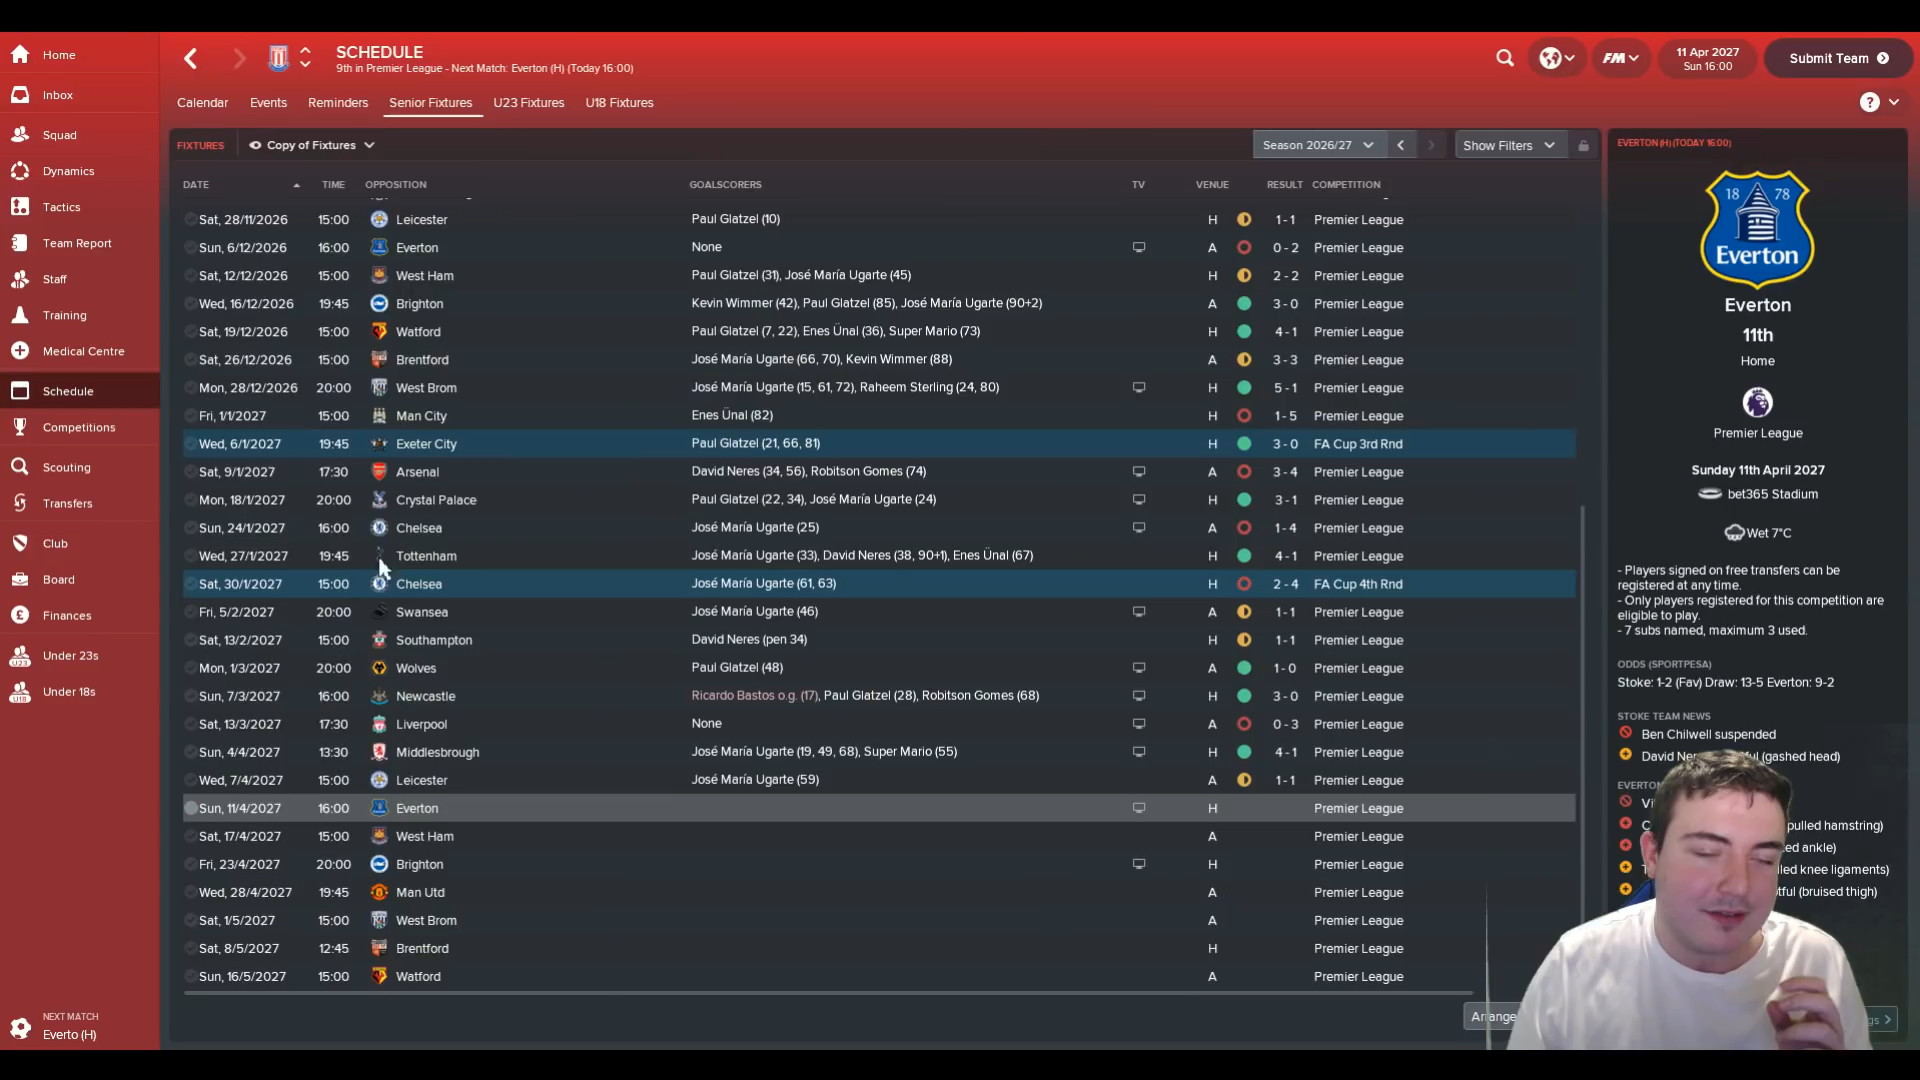 Home
Inbox
Squad
Dynamics
Tactics
Team Report
Staff
Training
Medical Centre
Schedule
Competitions
Scouting
Transfers
Club
Board
Finances
Under 23s
Under 18s
NEXT MATCH
Everto (H)
SCHEDULE
9th in Premier League - Next Match: Everton (H) (Today 16:00)
FM
11 Apr 2027
Sun 16:00
Submit Team
Calendar Events Reminders Senior Fixtures U23 Fixtures U18 Fixtures
FIXTURES Copy of Fixtures Season 2026/27 Show Filters
DATE TIME OPPOSITION GOALSCORERS TV VENUE RESULT COMPETITION
Sat, 28/11/2026 15:00 Leicester Paul Glatzel (10) H 1 - 1 Premier League
Sun, 6/12/2026 16:00 Everton None A 0 - 2 Premier League
Sat, 12/12/2026 15:00 West Ham Paul Glatzel (31), José María Ugarte (45) H 2 - 2 Premier League
Wed, 16/12/2026 19:45 Brighton Kevin Wimmer (42), Paul Glatzel (85), José María Ugarte (90+2) A 3 - 0 Premier League
Sat, 19/12/2026 15:00 Watford Paul Glatzel (7, 22), Enes Ünal (36), Super Mario (73) H 4 - 1 Premier League
Sat, 26/12/2026 15:00 Brentford José María Ugarte (66, 70), Kevin Wimmer (88) A 3 - 3 Premier League
Mon, 28/12/2026 20:00 West Brom José María Ugarte (15, 61, 72), Raheem Sterling (24, 80) H 5 - 1 Premier League
Fri, 1/1/2027 15:00 Man City Enes Ünal (82) H 1 - 5 Premier League
Wed, 6/1/2027 19:45 Exeter City Paul Glatzel (21, 66, 81) H 3 - 0 FA Cup 3rd Rnd
Sat, 9/1/2027 17:30 Arsenal David Neres (34, 56), Robitson Gomes (74) A 3 - 4 Premier League
Mon, 18/1/2027 20:00 Crystal Palace Paul Glatzel (22, 34), José María Ugarte (24) H 3 - 1 Premier League
Sun, 24/1/2027 16:00 Chelsea José María Ugarte (25) A 1 - 4 Premier League
Wed, 27/1/2027 19:45 Tottenham José María Ugarte (33), David Neres (38, 90+1), Enes Ünal (67) H 4 - 1 Premier League
Sat, 30/1/2027 15:00 Chelsea José María Ugarte (61, 63) H 2 - 4 FA Cup 4th Rnd
Fri, 5/2/2027 20:00 Swansea José María Ugarte (46) A 1 - 1 Premier League
Sat, 13/2/2027 15:00 Southampton David Neres (pen 34) H 1 - 1 Premier League
Mon, 1/3/2027 20:00 Wolves Paul Glatzel (48) A 1 - 0 Premier League
Sun, 7/3/2027 16:00 Newcastle Ricardo Bastos o.g. (17), Paul Glatzel (28), Robitson Gomes (68) H 3 - 0 Premier League
Sat, 13/3/2027 17:30 Liverpool None A 0 - 3 Premier League
Sun, 4/4/2027 13:30 Middlesbrough José María Ugarte (19, 49, 68), Super Mario (55) H 4 - 1 Premier League
Wed, 7/4/2027 15:00 Leicester José María Ugarte (59) A 1 - 1 Premier League
Sun, 11/4/2027 16:00 Everton H Premier League
Sat, 17/4/2027 15:00 West Ham A Premier League
Fri, 23/4/2027 20:00 Brighton H Premier League
Wed, 28/4/2027 19:45 Man Utd A Premier League
Sat, 1/5/2027 15:00 West Brom A Premier League
Sat, 8/5/2027 12:45 Brentford H Premier League
Sun, 16/5/2027 15:00 Watford A Premier League
Arrange
EVERTON (H) (TODAY 16:00)
18 78
Everton
Everton
11th
Home
Premier League
Sunday 11th April 2027
bet365 Stadium
Wet 7°C
- Players signed on free transfers can be
registered at any time.
- Only players registered for this competition are
eligible to play.
- 7 subs named, maximum 3 used.
ODDS (SPORTPESA)
Stoke: 1-2 (Fav) Draw: 13-5 Everton: 9-2
STOKE TEAM NEWS
Ben Chilwell suspended
David (gashed head)
EVERTON
pulled hamstring)
ankle)
knee ligaments)
(bruised thigh)